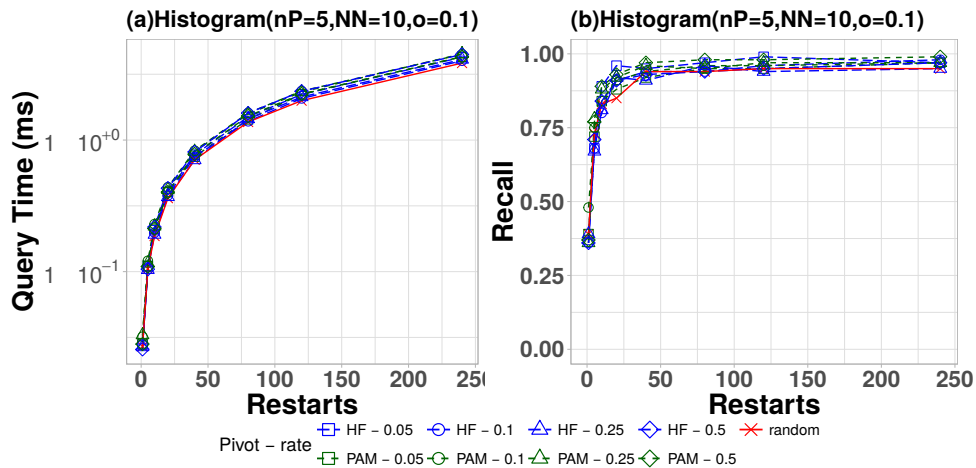 (a)Histogram(nP=5,NN=10,o=0.1)
Query Time (ms)
1 10+0
1 10−1
0 50 100 150 200 250
Restarts
(b)Histogram(nP=5,NN=10,o=0.1)
Recall
1.00
0.75
0.50
0.25
0.00
0 50 100 150 200 250
Restarts
Pivot − rate
HF − 0.05 HF − 0.1 HF − 0.25 HF − 0.5 random
PAM − 0.05 PAM − 0.1 PAM − 0.25 PAM − 0.5